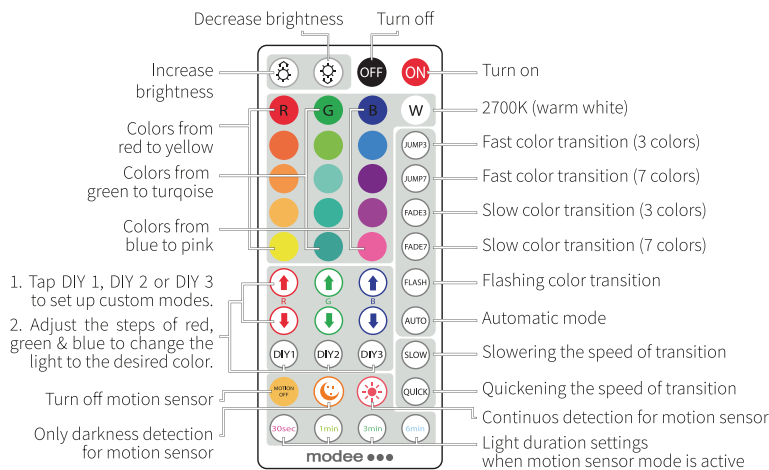 Decrease brightness
Turn off
Increase
brightness
OFF
ON
Turn on
R
G
B
W
2700K (warm white)
Colors from
red to yellow
JUMP3
Fast color transition (3 colors)
Colors from
green to turqoise
JUMP7
Fast color transition (7 colors)
FADE3
Slow color transition (3 colors)
Colors from
blue to pink
FADE7
Slow color transition (7 colors)
1. Tap DIY 1, DIY 2 or DIY 3
to set up custom modes.
2. Adjust the steps of red,
green & blue to change the
light to the desired color.
R
G
B
FLASH
Flashing color transition
AUTO
Automatic mode
DIY1
DIY2
DIY3
SLOW
Slowering the speed of transition
Turn off motion sensor
MOTION
OFF
QUICK
Quickening the speed of transition
Continuos detection for motion sensor
Only darkness detection
for motion sensor
30sec
1min
3min
6min
Light duration settings
when motion sensor mode is active
modee